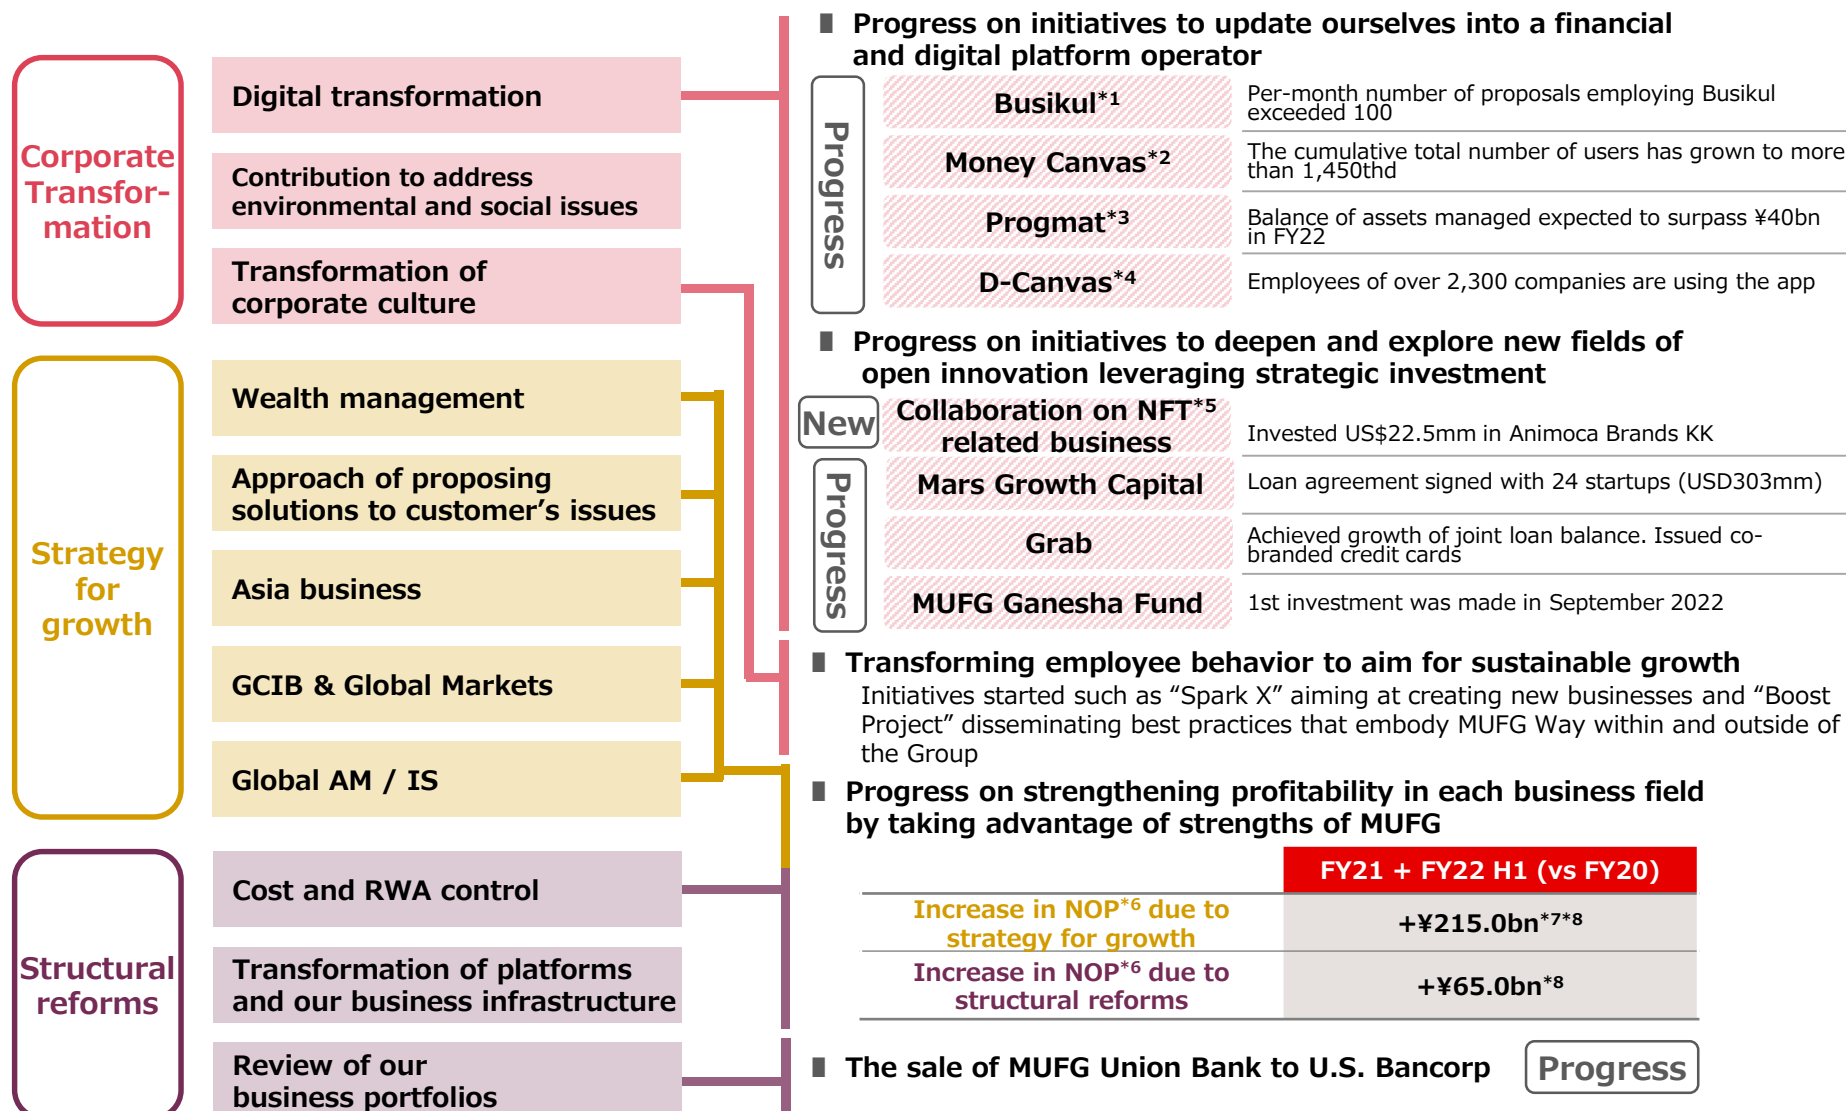 Corporate
Transfor-
mation
Digital transformation
Contribution to address
environmental and social issues
Transformation of
corporate culture
Strategy
for
growth
Wealth management
Approach of proposing
solutions to customer’s issues
Asia business
GCIB & Global Markets
Global AM / IS
Structural
reforms
Cost and RWA control
Transformation of platforms
and our business infrastructure
Review of our
business portfolios
■ Progress on initiatives to update ourselves into a financial
and digital platform operator
Progress
Busikul*1
Per-month number of proposals employing Busikul
exceeded 100
Money Canvas*2
The cumulative total number of users has grown to more
than 1,450thd
Progmat*3
Balance of assets managed expected to surpass ¥40bn
in FY22
D-Canvas*4
Employees of over 2,300 companies are using the app
■ Progress on initiatives to deepen and explore new fields of
open innovation leveraging strategic investment
New
Collaboration on NFT*5
related business
Invested US$22.5mm in Animoca Brands KK
Progress
Mars Growth Capital
Loan agreement signed with 24 startups (USD303mm)
Grab
Achieved growth of joint loan balance. Issued co-
branded credit cards
MUFG Ganesha Fund
1st investment was made in September 2022
■ Transforming employee behavior to aim for sustainable growth
Initiatives started such as “Spark X” aiming at creating new businesses and “Boost
Project” disseminating best practices that embody MUFG Way within and outside of
the Group
■ Progress on strengthening profitability in each business field
by taking advantage of strengths of MUFG
FY21 + FY22 H1 (vs FY20)
Increase in NOP*6 due to
strategy for growth
+¥215.0bn*7*8
Increase in NOP*6 due to
structural reforms
+¥65.0bn*8
■ The sale of MUFG Union Bank to U.S. Bancorp
Progress